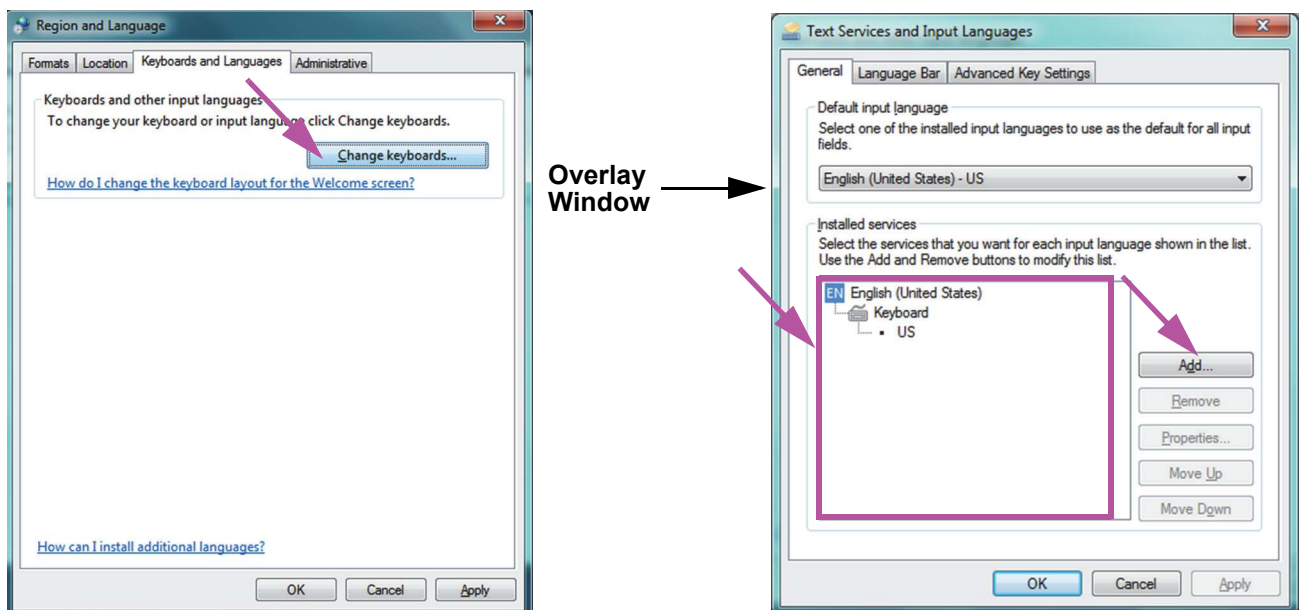 Region and Language
Formats Location Keyboards and Languages Administrative
Keyboards and other input languages
To change your keyboard or input language click Change keyboards.
Change keyboards...
How do I change the keyboard layout for the Welcome screen?
How can I install additional languages?
OK Cancel Apply
Overlay
Window
Text Services and Input Languages
General Language Bar Advanced Key Settings
Default input language
Select one of the installed input languages to use as the default for all input
fields.
English (United States) - US
Installed services
Select the services that you want for each input language shown in the list.
Use the Add and Remove buttons to modify this list.
EN English (United States)
Keyboard
US
Add...
Remove
Properties...
Move Up
Move Down
OK Cancel Apply